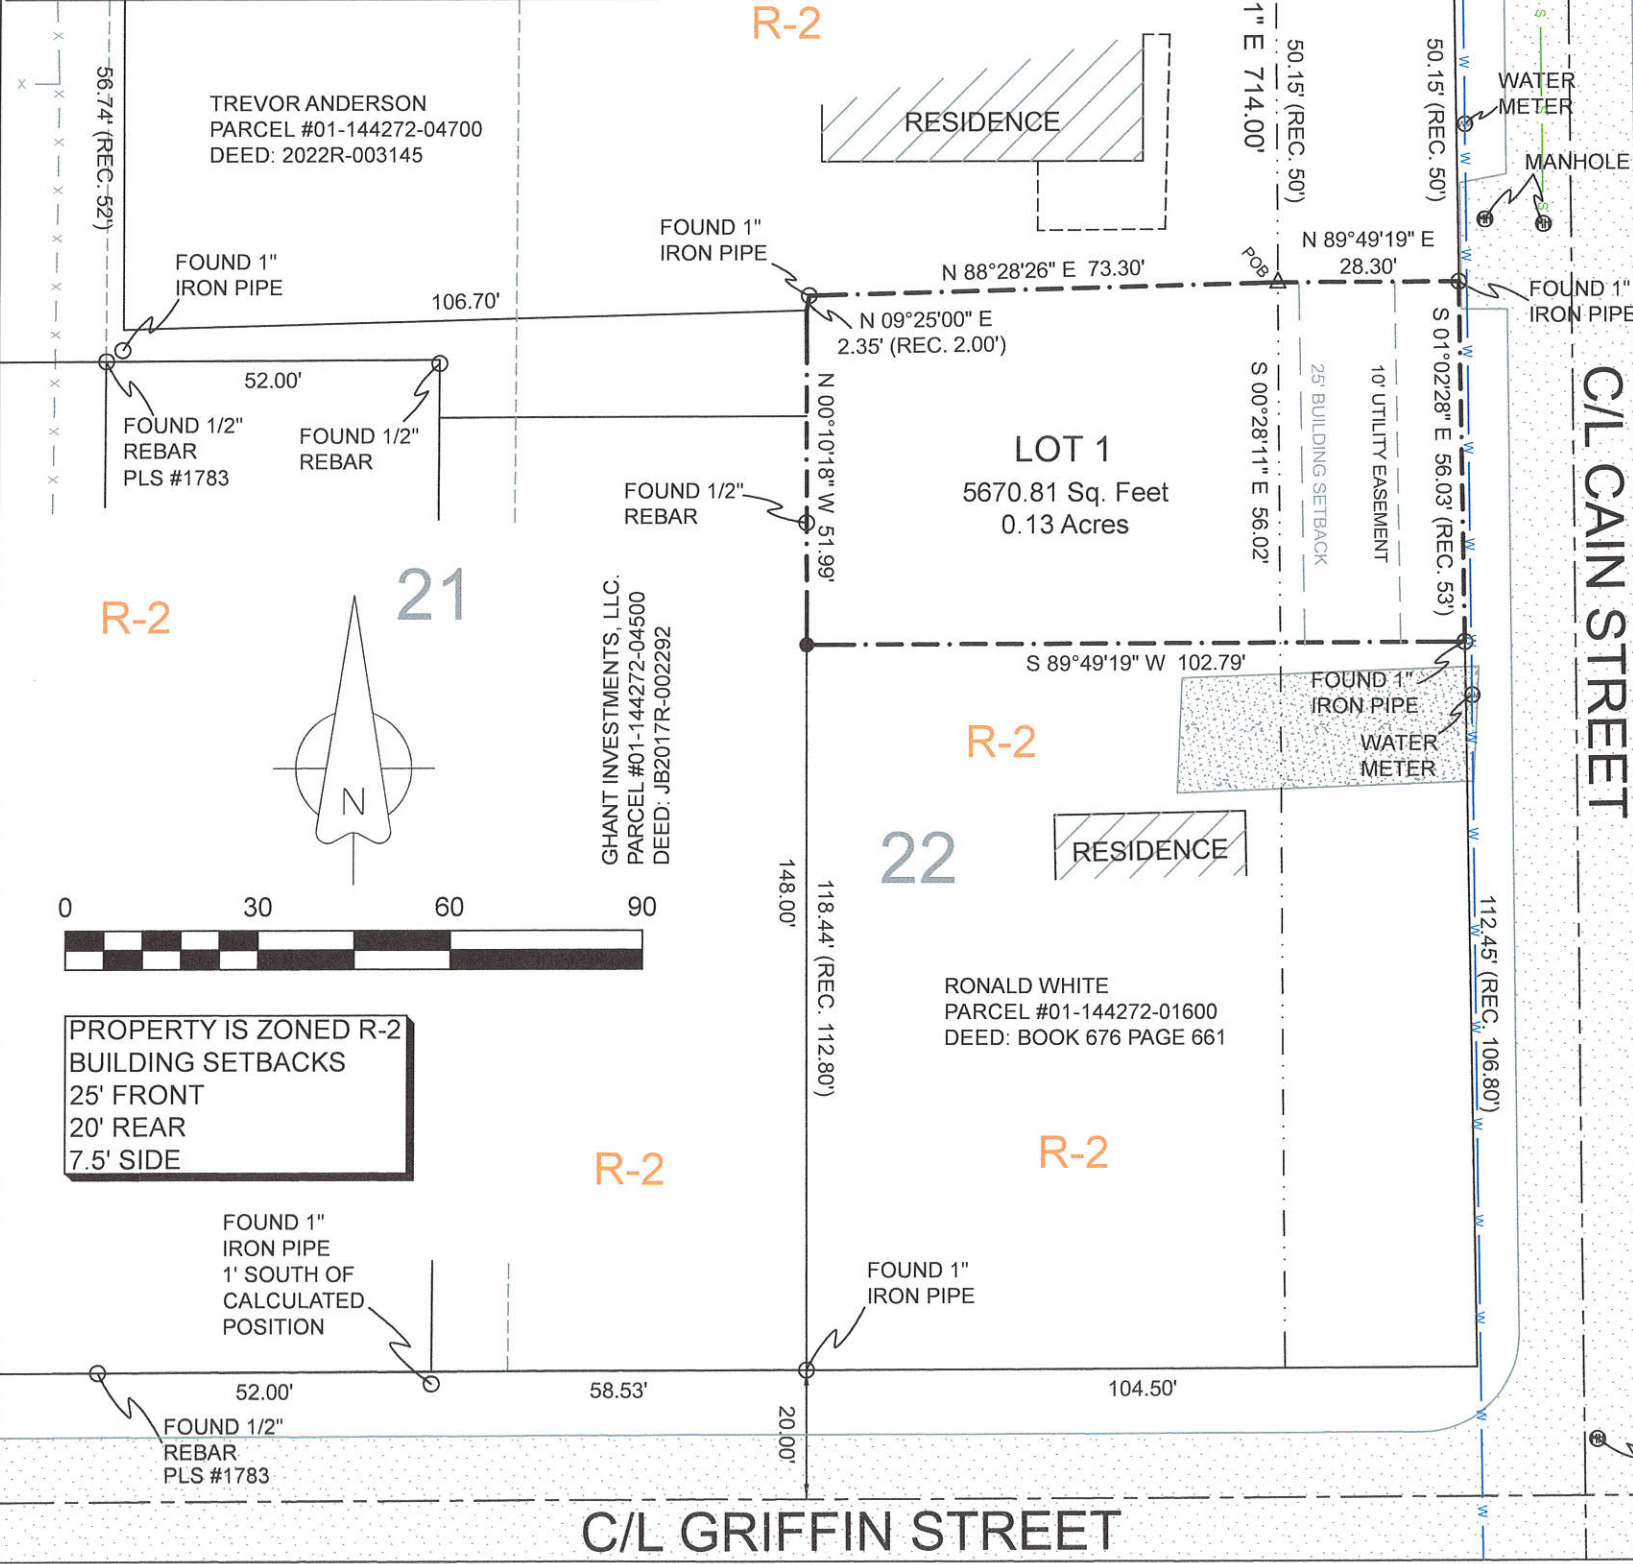 R-2
1" E 714.00'
50.15' (REC. 50')
50.15' (REC. 50')
56.74' (REC. 52')
TREVOR ANDERSON
PARCEL #01-144272-04700
DEED: 2022R-003145
RESIDENCE
WATER
METER
MANHOLE
FOUND 1"
IRON PIPE
FOUND 1"
IRON PIPE
106.70'
N 88°28'26" E 73.30'
POB
N 89°49'19" E
28.30'
FOUND 1"
IRON PIPE
N 09°25'00" E
2.35' (REC. 2.00')
52.00'
FOUND 1/2"
REBAR
PLS #1783
FOUND 1/2"
REBAR
FOUND 1/2"
REBAR
N 00°10'18" W 51.99'
LOT 1
5670.81 Sq. Feet
0.13 Acres
S 00°28'11" E 56.02'
25' BUILDING SETBACK
10' UTILITY EASEMENT
S 01°02'28" E 56.03' (REC. 53')
C/L CAIN STREET
R-2
21
GHANT INVESTMENTS, LLC.
PARCEL #01-144272-04500
DEED: JB2017R-002292
S 89°49'19" W 102.79'
FOUND 1"
IRON PIPE
WATER
METER
R-2
N
22
RESIDENCE
0 30 60 90
148.00'
118.44' (REC. 112.80')
112.45' (REC. 106.80')
RONALD WHITE
PARCEL #01-144272-01600
DEED: BOOK 676 PAGE 661
PROPERTY IS ZONED R-2
BUILDING SETBACKS
25' FRONT
20' REAR
7.5' SIDE
R-2
R-2
FOUND 1"
IRON PIPE
1' SOUTH OF
CALCULATED
POSITION
FOUND 1"
IRON PIPE
52.00'
58.53'
104.50'
20.00'
FOUND 1/2"
REBAR
PLS #1783
C/L GRIFFIN STREET